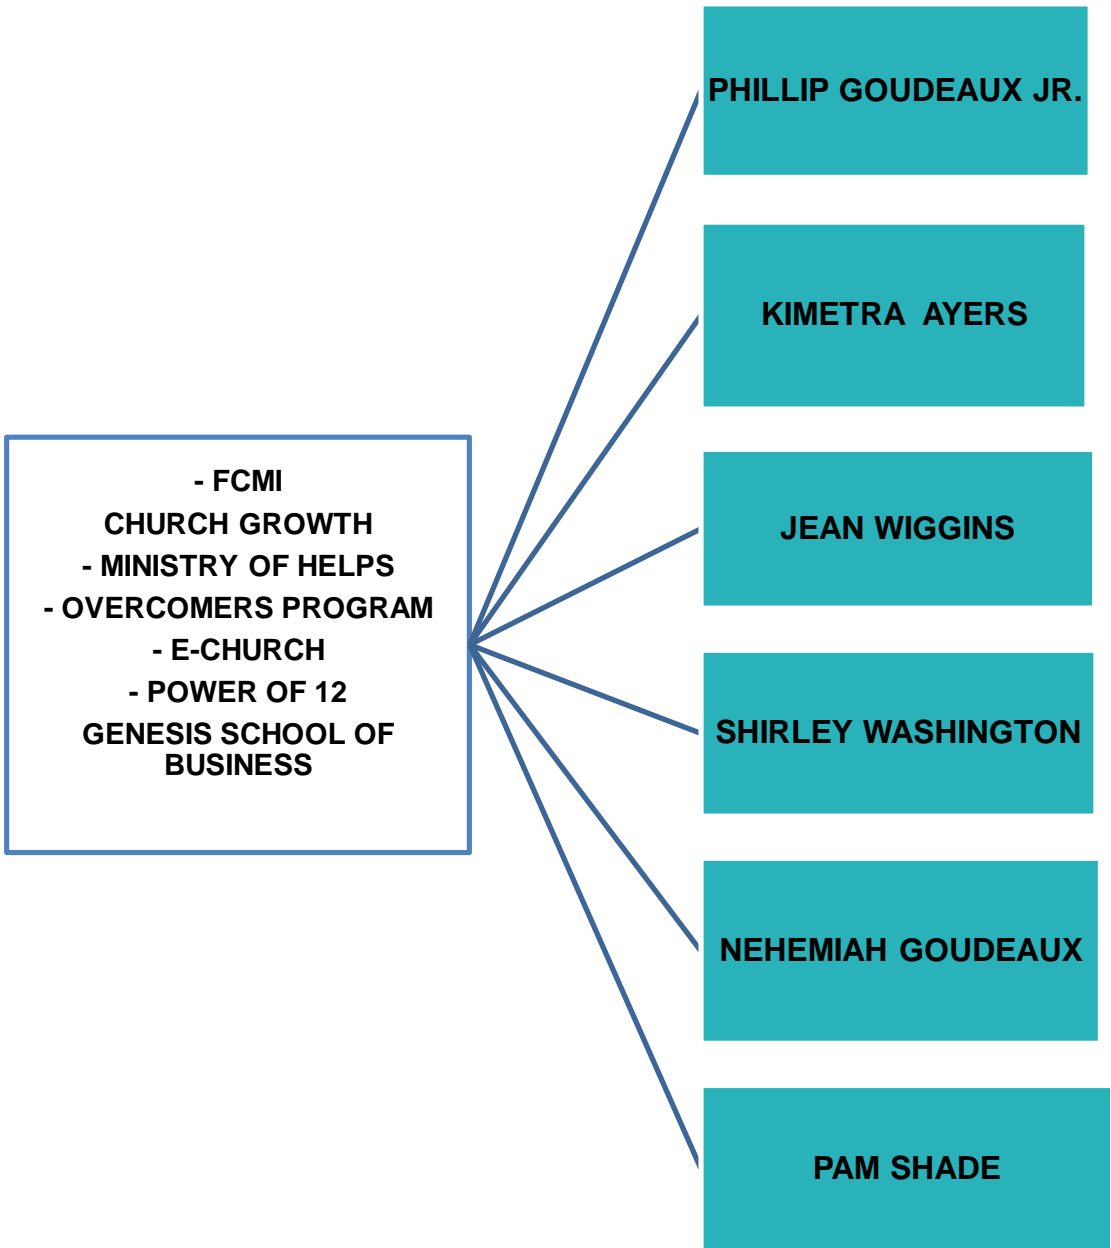 PHILLIP GOUDEAUX JR.
KIMETRA AYERS
- FCMI
CHURCH GROWTH
- MINISTRY OF HELPS
- OVERCOMERS PROGRAM
- E-CHURCH
- POWER OF 12
GENESIS SCHOOL OF
BUSINESS
JEAN WIGGINS
SHIRLEY WASHINGTON
NEHEMIAH GOUDEAUX
PAM SHADE